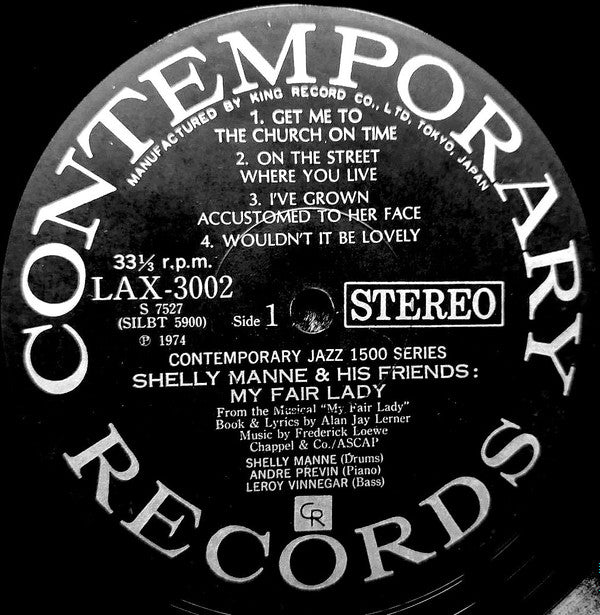 CONTEMPORARY
MANUFACTURED BY KING RECORD CO., LTD, TOKYO, JAPAN
1. GET ME TO
THE CHURCH ON TIME
2. ON THE STREET
WHERE YOU LIVE
3. I'VE GROWN
ACCUSTOMED TO HER FACE
4. WOULDN'T IT BE LOVELY
33⅓ r.p.m.
LAX-3002
S 7527
(SILBT 5900)
℗ 1974
Side 1
STEREO
CONTEMPORARY JAZZ 1500 SERIES
SHELLY MANNE & HIS FRIENDS:
MY FAIR LADY
From the Musical "My Fair Lady"
Book & Lyrics by Alan Jay Lerner
Music by Frederick Loewe
Chappel & Co./ASCAP
SHELLY MANNE (Drums)
ANDRE PREVIN (Piano)
LEROY VINNEGAR (Bass)
CR
RECORDS